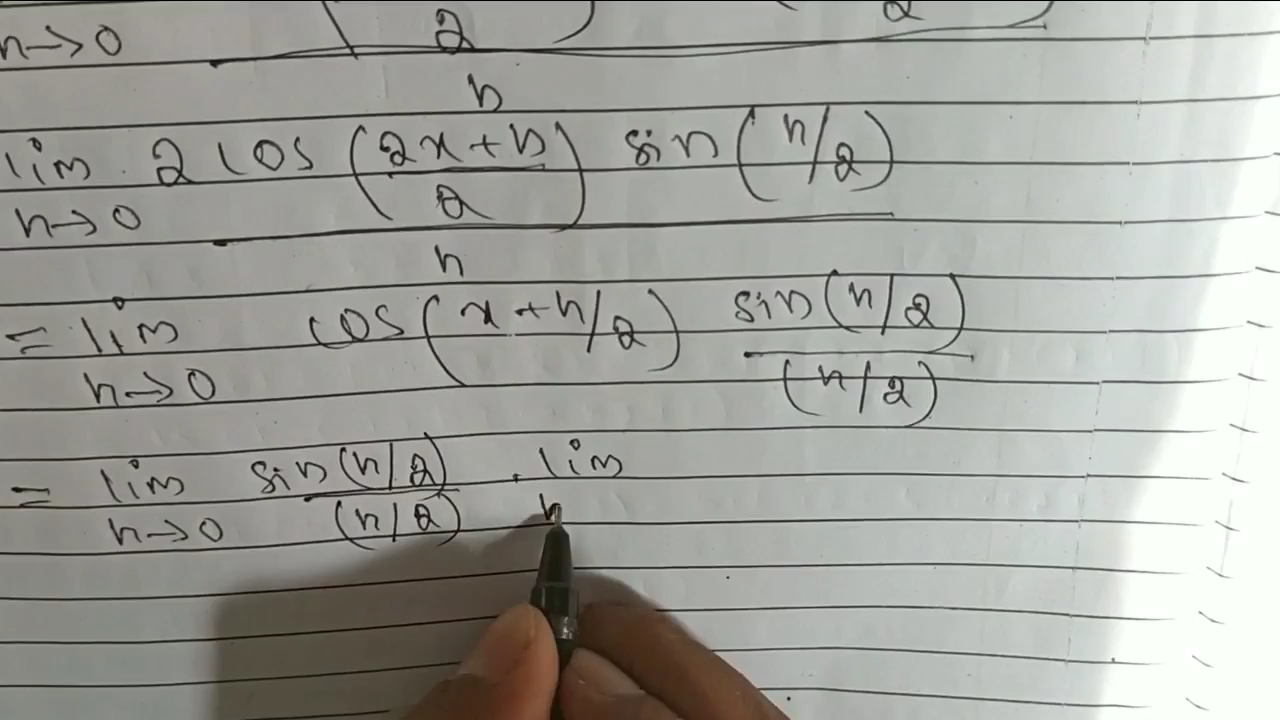 h→0 2 2
h
lim 2 cos (2x+h/2) sin (h/2)
h→0
h
= lim cos (x+h/2) sin(h/2)
h→0 (h/2)
= lim sin(h/2) . lim
h→0 (h/2) h